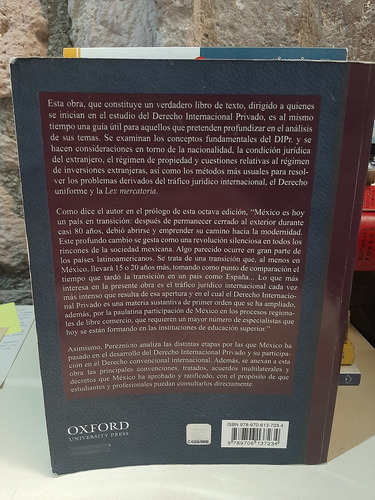 Esta obra, que constituye un verdadero libro de texto, dirigido a quienes
se inician en el estudio del Derecho Internacional Privado, es al mismo
tiempo una guía útil para aquellos que pretenden profundizar en el análisis
de sus temas. Se examinan los conceptos fundamentales del DIPr. y se
hacen consideraciones en torno de la nacionalidad, la condición jurídica
del extranjero, el régimen de propiedad y cuestiones relativas al régimen
de inversiones extranjeras, así como los métodos más usuales para resol-
ver los problemas derivados del tráfico jurídico internacional, el Derecho
uniforme y la Lex mercatoria.
Como dice el autor en el prólogo de esta octava edición, "México es hoy
un país en transición: después de permanecer cerrado al exterior durante
casi 80 años, debió abrirse y emprender su camino hacia la modernidad.
Este profundo cambio se gesta como una revolución silenciosa en todos los
rincones de la sociedad mexicana. Algo parecido ocurre en gran parte de
los países latinoamericanos. Se trata de una transición que, al menos en
México, llevará 15 o 20 años más, tomando como punto de comparación el
tiempo que tardó la transición en un país como España... Lo que más
interesa en la presente obra es el tráfico jurídico internacional cada vez
más intenso que resulta de esa apertura y en el cual el Derecho Internacio-
nal Privado es una materia sustantiva de primer orden que se ha ampliado,
además, por la paulatina participación de México en los procesos regionales
de libre comercio, que requieren un mayor número de especialistas que
hoy se están formando en las instituciones de educación superior."
Asimismo, Pereznieto analiza las distintas etapas por las que México ha
pasado en el desarrollo del Derecho Internacional Privado y su participa-
ción en el Derecho convencional internacional. Además, se anexan a esta
obra las principales convenciones, tratados, acuerdos multilaterales y
decretos que México ha aprobado y ratificado, con el propósito de que
estudiantes y profesionales puedan consultarlos directamente.
OXFORD
UNIVERSITY PRESS
ISBN 978-970-613-723-4
9 789706 137234